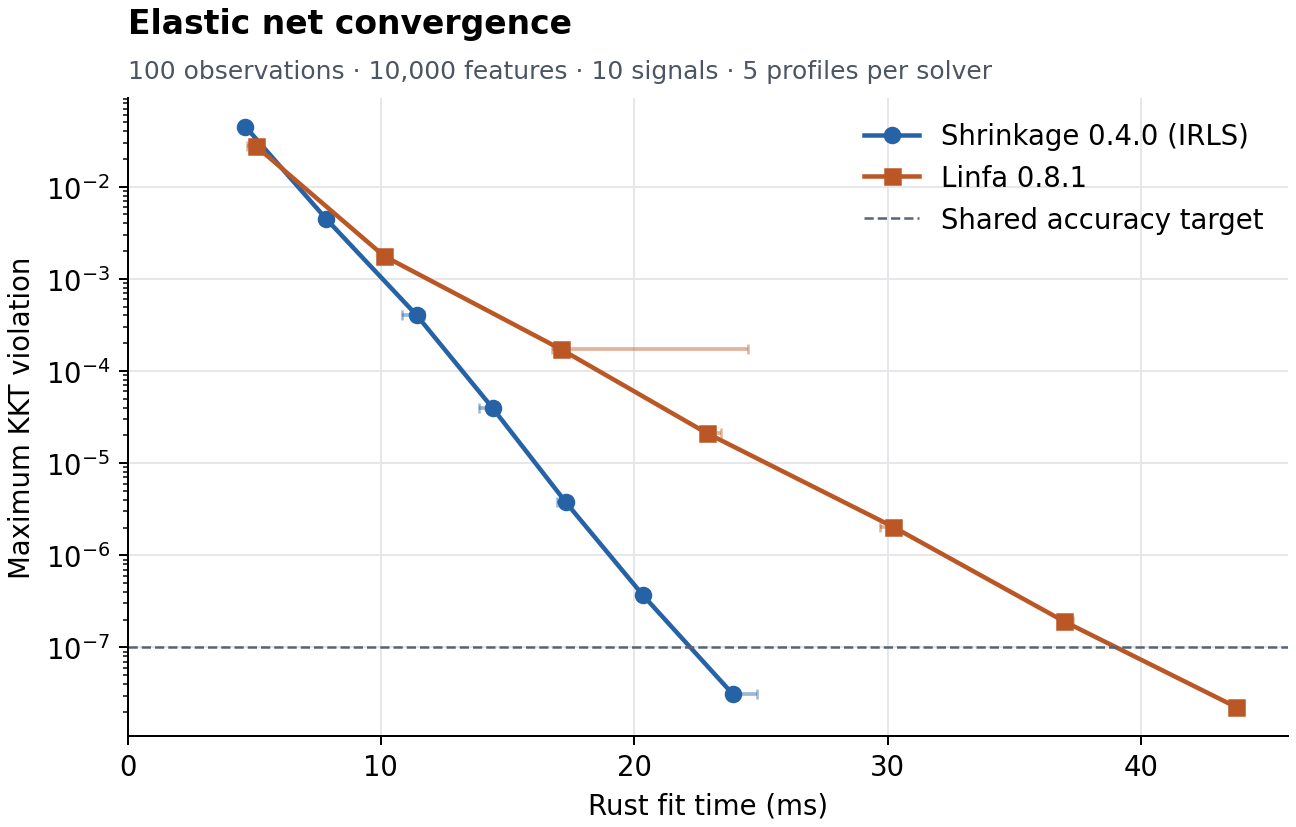 Elastic net convergence
100 observations · 10,000 features · 10 signals · 5 profiles per solver
Shrinkage 0.4.0 (IRLS)
Linfa 0.8.1
Shared accuracy target
Maximum KKT violation
10⁻²
10⁻³
10⁻⁴
10⁻⁵
10⁻⁶
10⁻⁷
0 10 20 30 40
Rust fit time (ms)